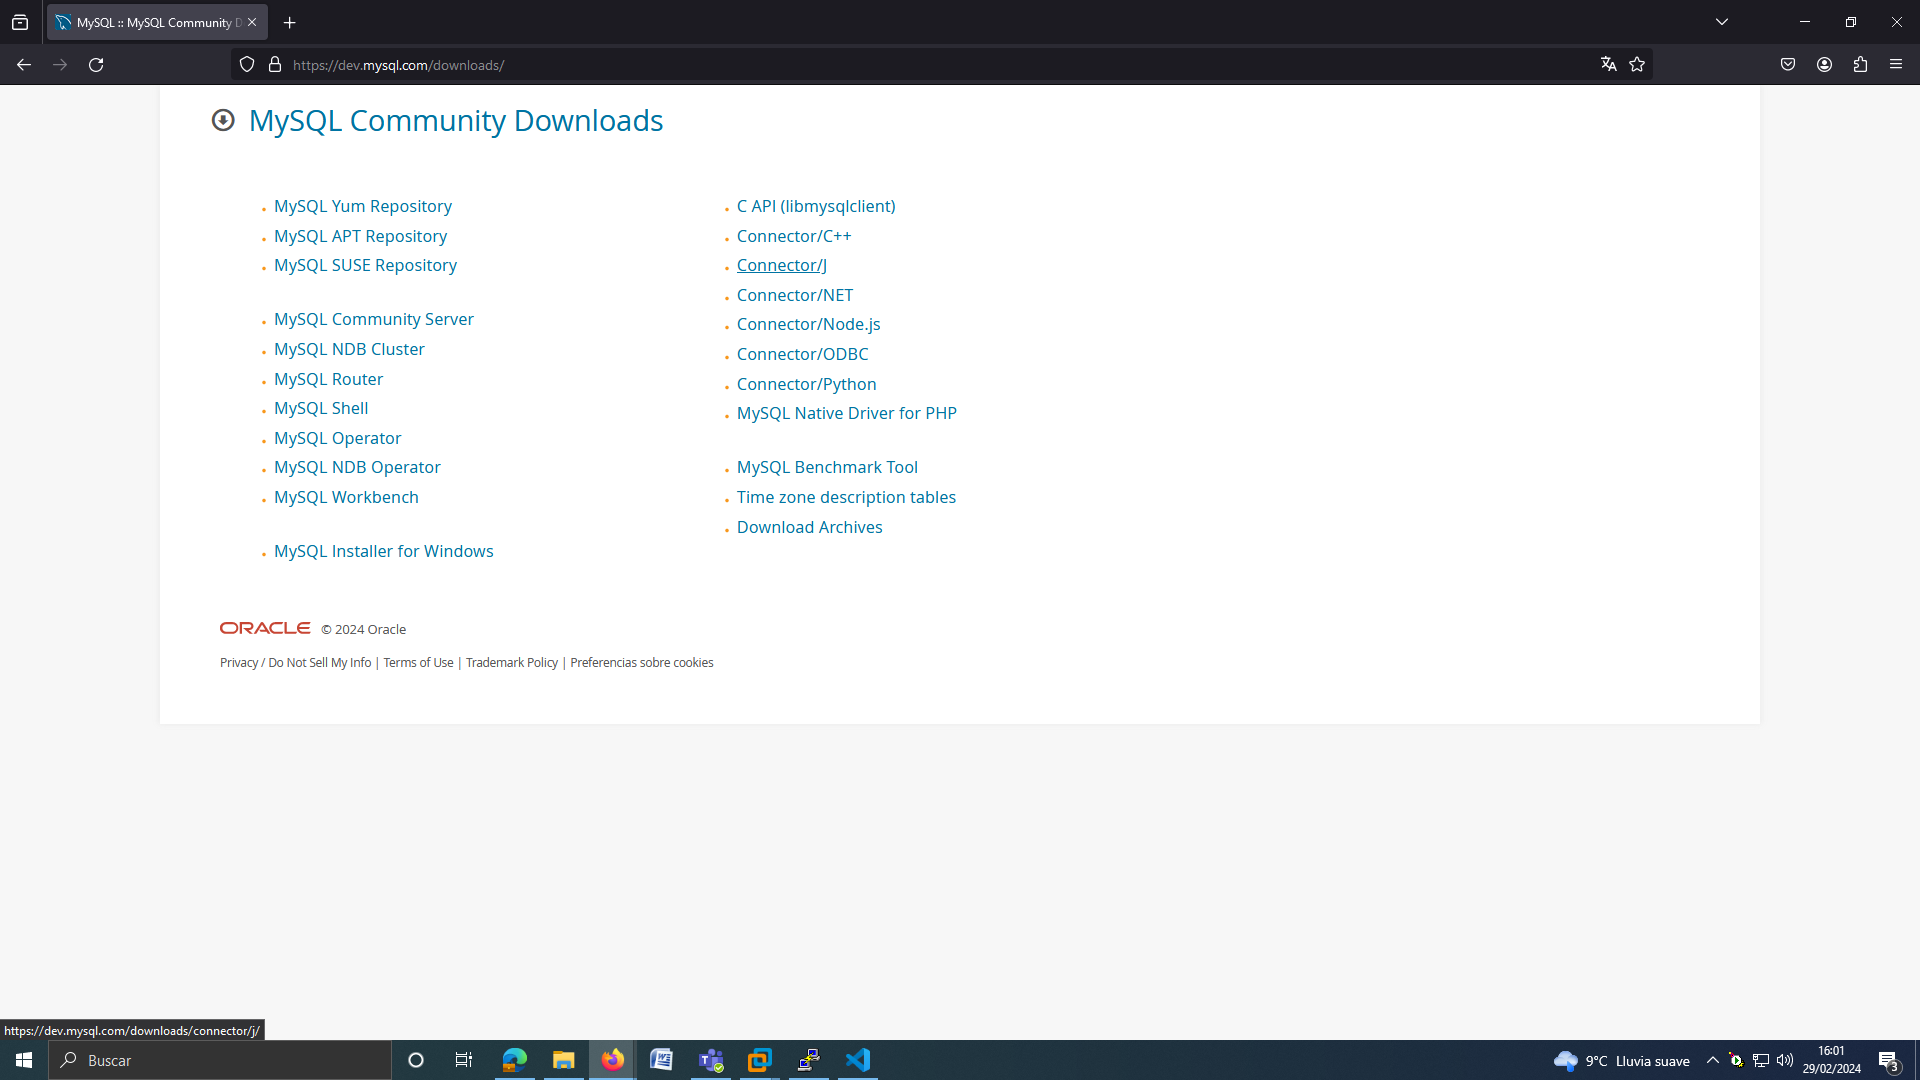 MySQL :: MySQL Community D
https://dev.mysql.com/downloads/
MySQL Community Downloads
MySQL Yum Repository
MySQL APT Repository
MySQL SUSE Repository
MySQL Community Server
MySQL NDB Cluster
MySQL Router
MySQL Shell
MySQL Operator
MySQL NDB Operator
MySQL Workbench
MySQL Installer for Windows
C API (libmysqlclient)
Connector/C++
Connector/J
Connector/NET
Connector/Node.js
Connector/ODBC
Connector/Python
MySQL Native Driver for PHP
MySQL Benchmark Tool
Time zone description tables
Download Archives
ORACLE © 2024 Oracle
Privacy / Do Not Sell My Info | Terms of Use | Trademark Policy | Preferencias sobre cookies
https://dev.mysql.com/downloads/connector/j/
Buscar
9°C Lluvia suave
16:01
29/02/2024
3